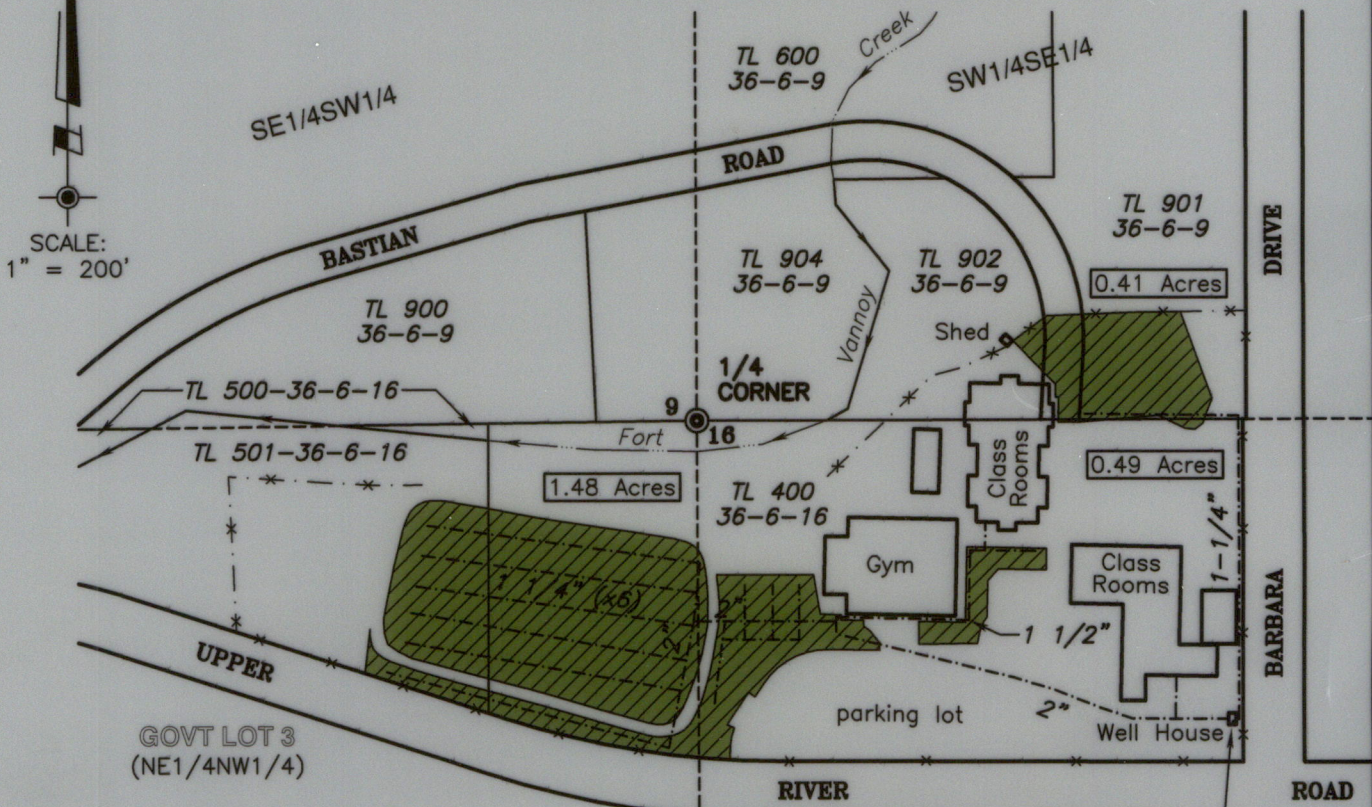 Creek
TL 600
36-6-9
SW1/4SE1/4
SE1/4SW1/4
ROAD
BASTIAN
SCALE:
1" = 200'
TL 901
36-6-9
DRIVE
0.41 Acres
TL 904
36-6-9
TL 902
36-6-9
Vannoy
Shed
TL 900
36-6-9
1/4
CORNER
TL 500-36-6-16
9
16
Fort
TL 501-36-6-16
1.48 Acres
TL 400
36-6-16
Class
Rooms
0.49 Acres
1-1/4"
Gym
Class
Rooms
1 1/4" (x6)
2"
2"
1 1/2"
BARBARA
UPPER
parking lot
2"
Well House
GOVT LOT 3
(NE1/4NW1/4)
RIVER
ROAD